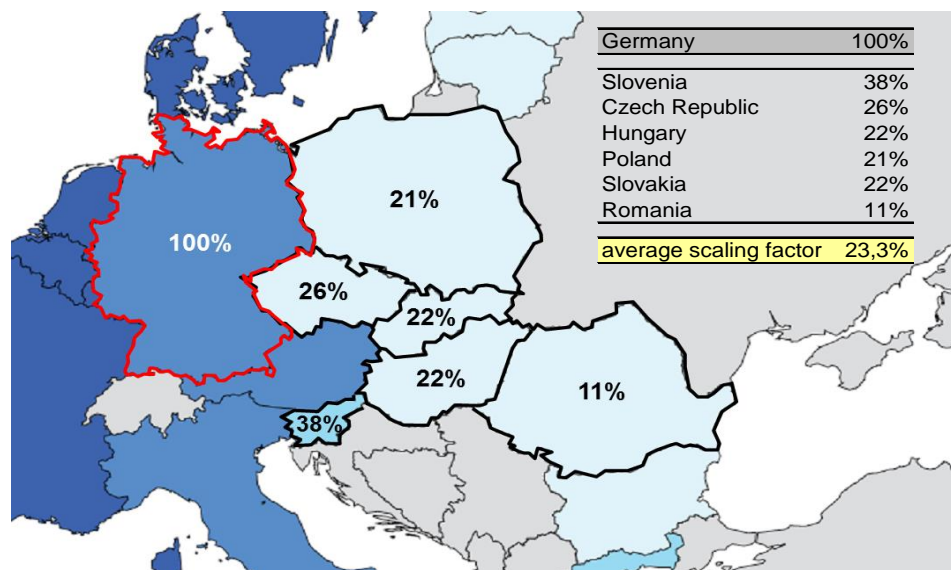 Germany 100%
Slovenia 38%
Czech Republic 26%
Hungary 22%
Poland 21%
Slovakia 22%
Romania 11%
average scaling factor 23,3%
21%
100%
26%
22%
22%
11%
38%